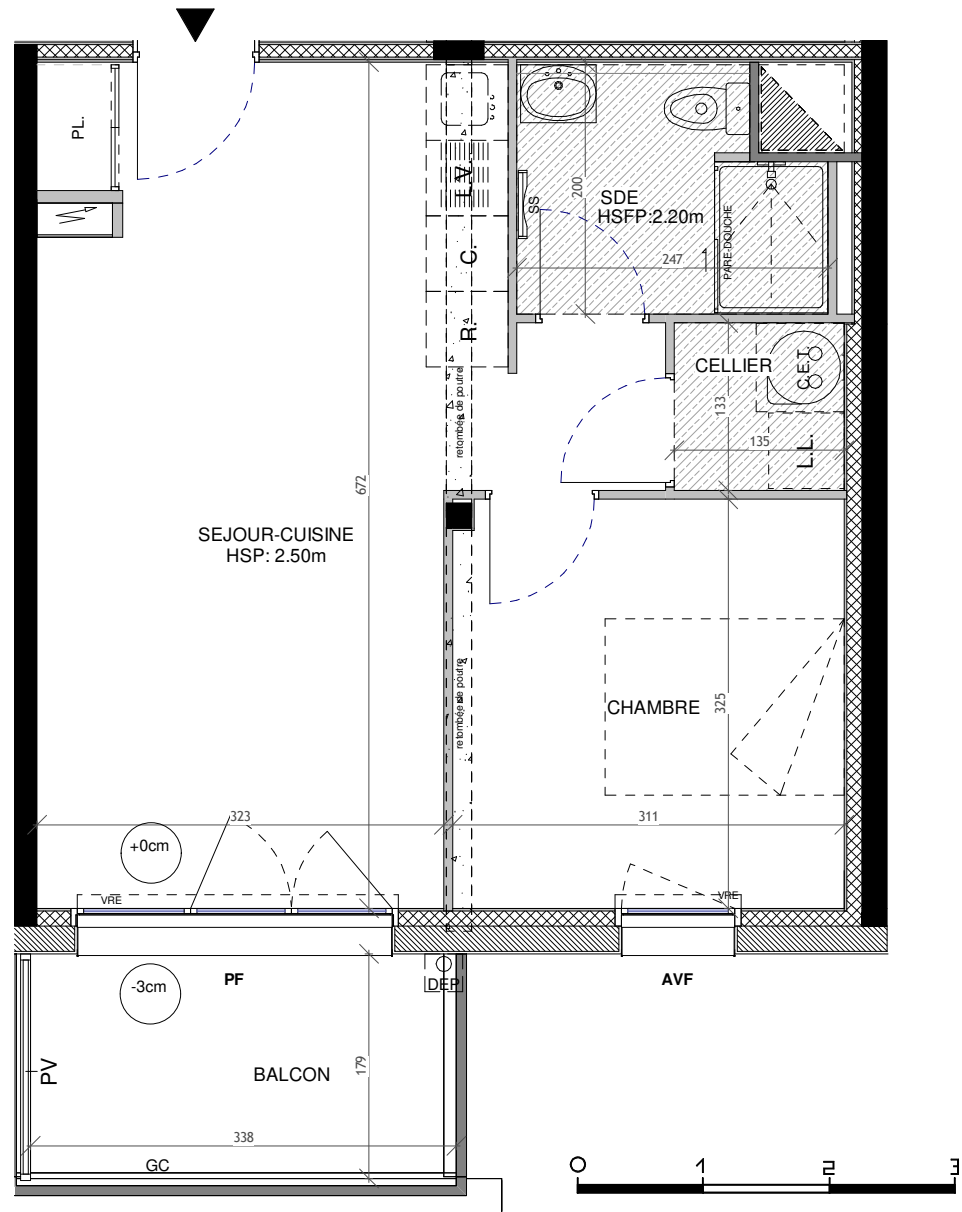 PL.
L.V.
C.
R.
SS
SDE
HSFP:2.20m
200
247
PARE-DOUCHE
1
CELLIER
C.E.T.
133
135
L.L.
retombée de poutre
672
SEJOUR-CUISINE
HSP: 2.50m
retombée de poutre
CHAMBRE
325
323
311
+0cm
VRE
VRE
PF
DEP
AVF
-3cm
PV
BALCON
179
338
GC
0 1 2 3